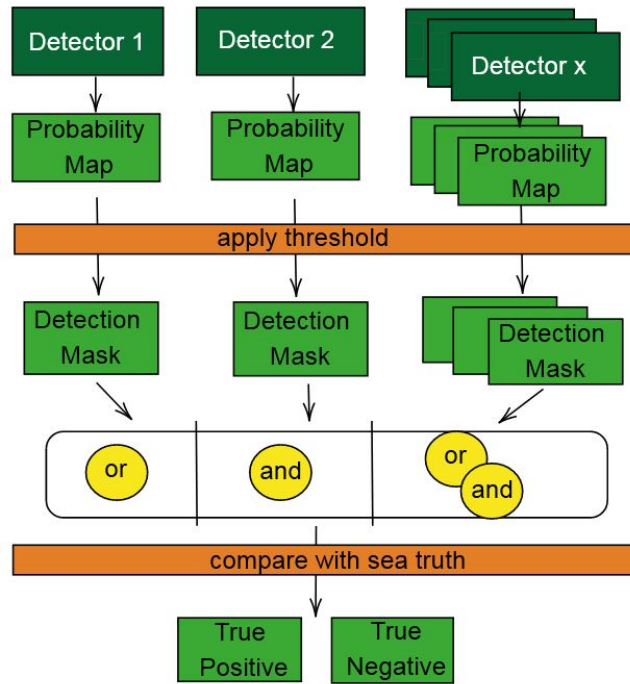 Detector 1
Detector 2
Detector x
Probability
Map
Probability
Map
Probability
Map
apply threshold
Detection
Mask
Detection
Mask
Detection
Mask
or
and
or
and
compare with sea truth
True
Positive
True
Negative